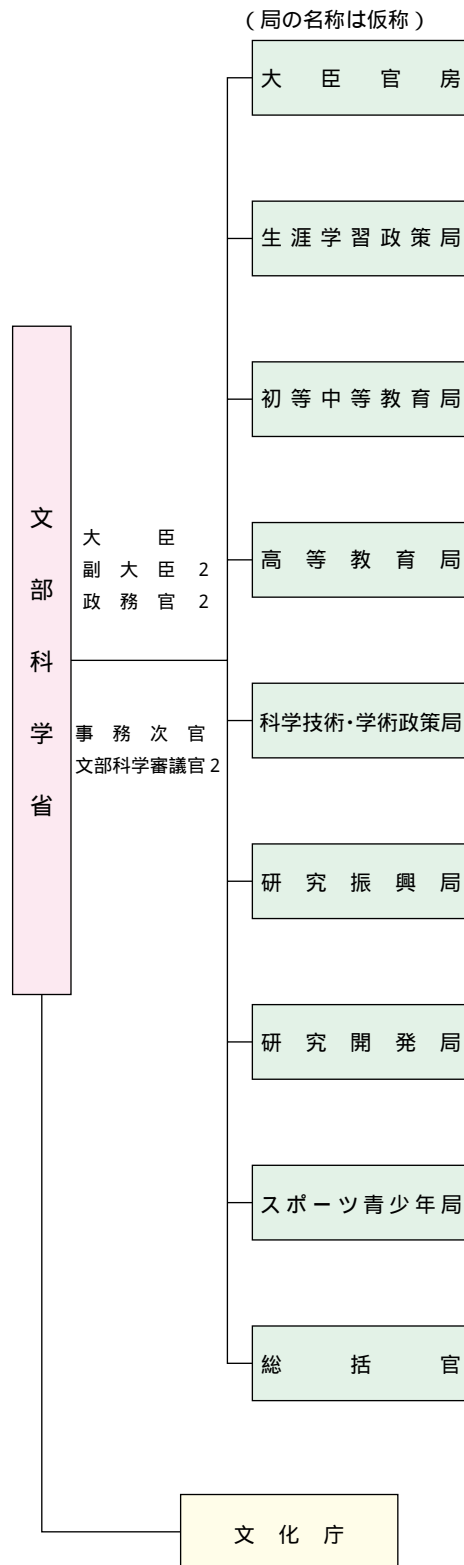 (局の名称は仮称)
大臣官房
生涯学習政策局
初等中等教育局
文部科学省
大臣
副大臣 2
政務官 2
高等教育局
事務次官
文部科学審議官 2
科学技術・学術政策局
研究振興局
研究開発局
スポーツ青少年局
総括官
文化庁